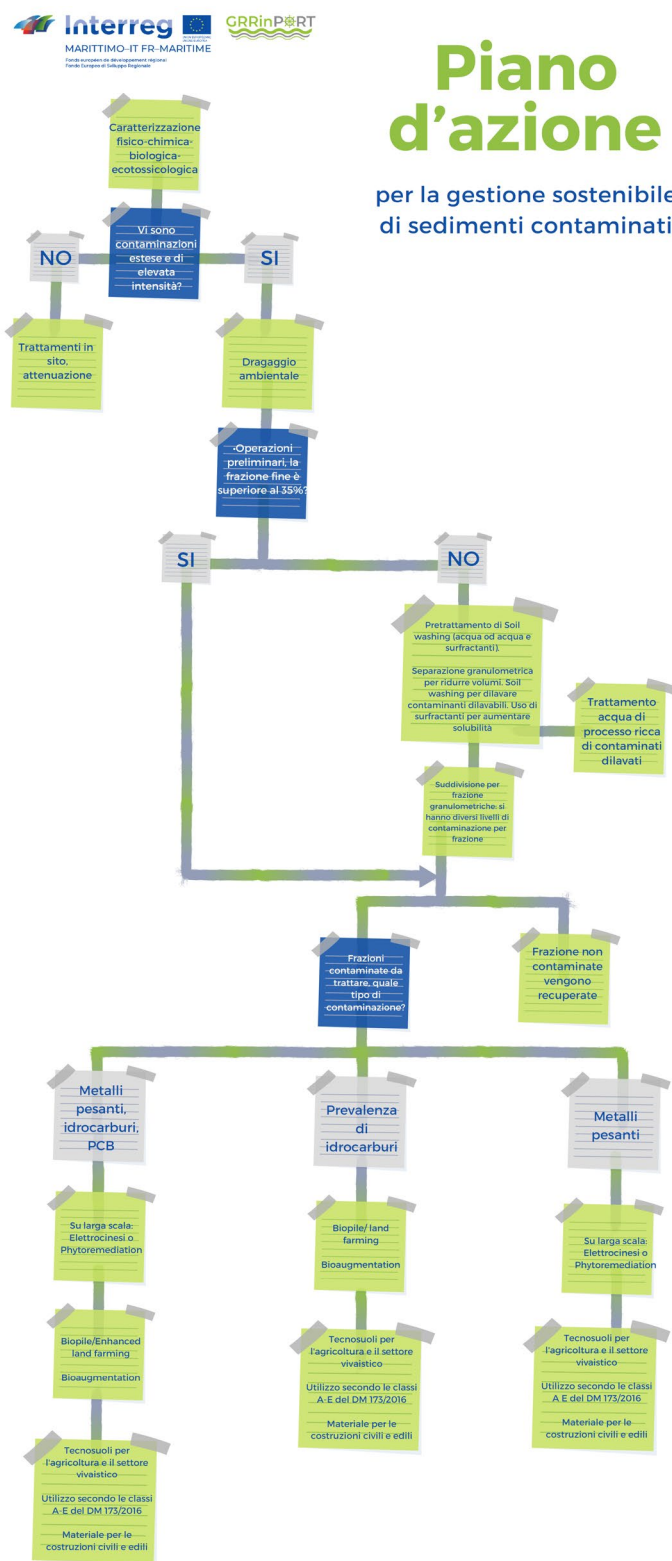 Interreg
MARITTIMO-IT FR-MARITIME
Fonds européen de développement régional
Fondo Europeo di Sviluppo Regionale
GRRinPORT
Piano
d'azione
per la gestione sostenibile
di sedimenti contaminati
Caratterizzazione
fisico-chimica-
biologica-
ecotossicologica
Vi sono
contaminazioni
estese e di
elevata
intensità?
NO
SI
Trattamenti in
sito,
attenuazione
Dragaggio
ambientale
-Operazioni
preliminari, la
frazione fine è
superiore al 35%?
SI
NO
Pretrattamento di Soil
washing (acqua od acqua e
surfractanti).
Separazione granulometrica
per ridurre volumi. Soil
washing per dilavare
contaminanti dilavabili. Uso di
surfractanti per aumentare
solubilità
Trattamento
acqua di
processo ricca
di contaminati
dilavati
Suddivisione per
frazione
granulometriche: si
hanno diversi livelli di
contaminazione per
frazione
Frazioni
contaminate da
trattare, quale
tipo di
contaminazione?
Frazione non
contaminate
vengono
recuperate
Metalli
pesanti,
idrocarburi,
PCB
Prevalenza
di
idrocarburi
Metalli
pesanti
Su larga scala:
Elettrocinesi o
Phytoremediation
Biopile/ land
farming
Bioaugmentation
Su larga scala:
Elettrocinesi o
Phytoremediation
Biopile/Enhanced
land farming
Bioaugmentation
Tecnosuoli per
l'agricoltura e il settore
vivaistico
Utilizzo secondo le classi
A-E del DM 173/2016
Materiale per le
costruzioni civili e edili
Tecnosuoli per
l'agricoltura e il settore
vivaistico
Utilizzo secondo le classi
A E del DM 173/2016
Materiale per le
costruzioni civili e edili
Tecnosuoli per
l'agricoltura e il settore
vivaistico
Utilizzo secondo le classi
A-E del DM 173/2016
Materiale per le
costruzioni civili e edili